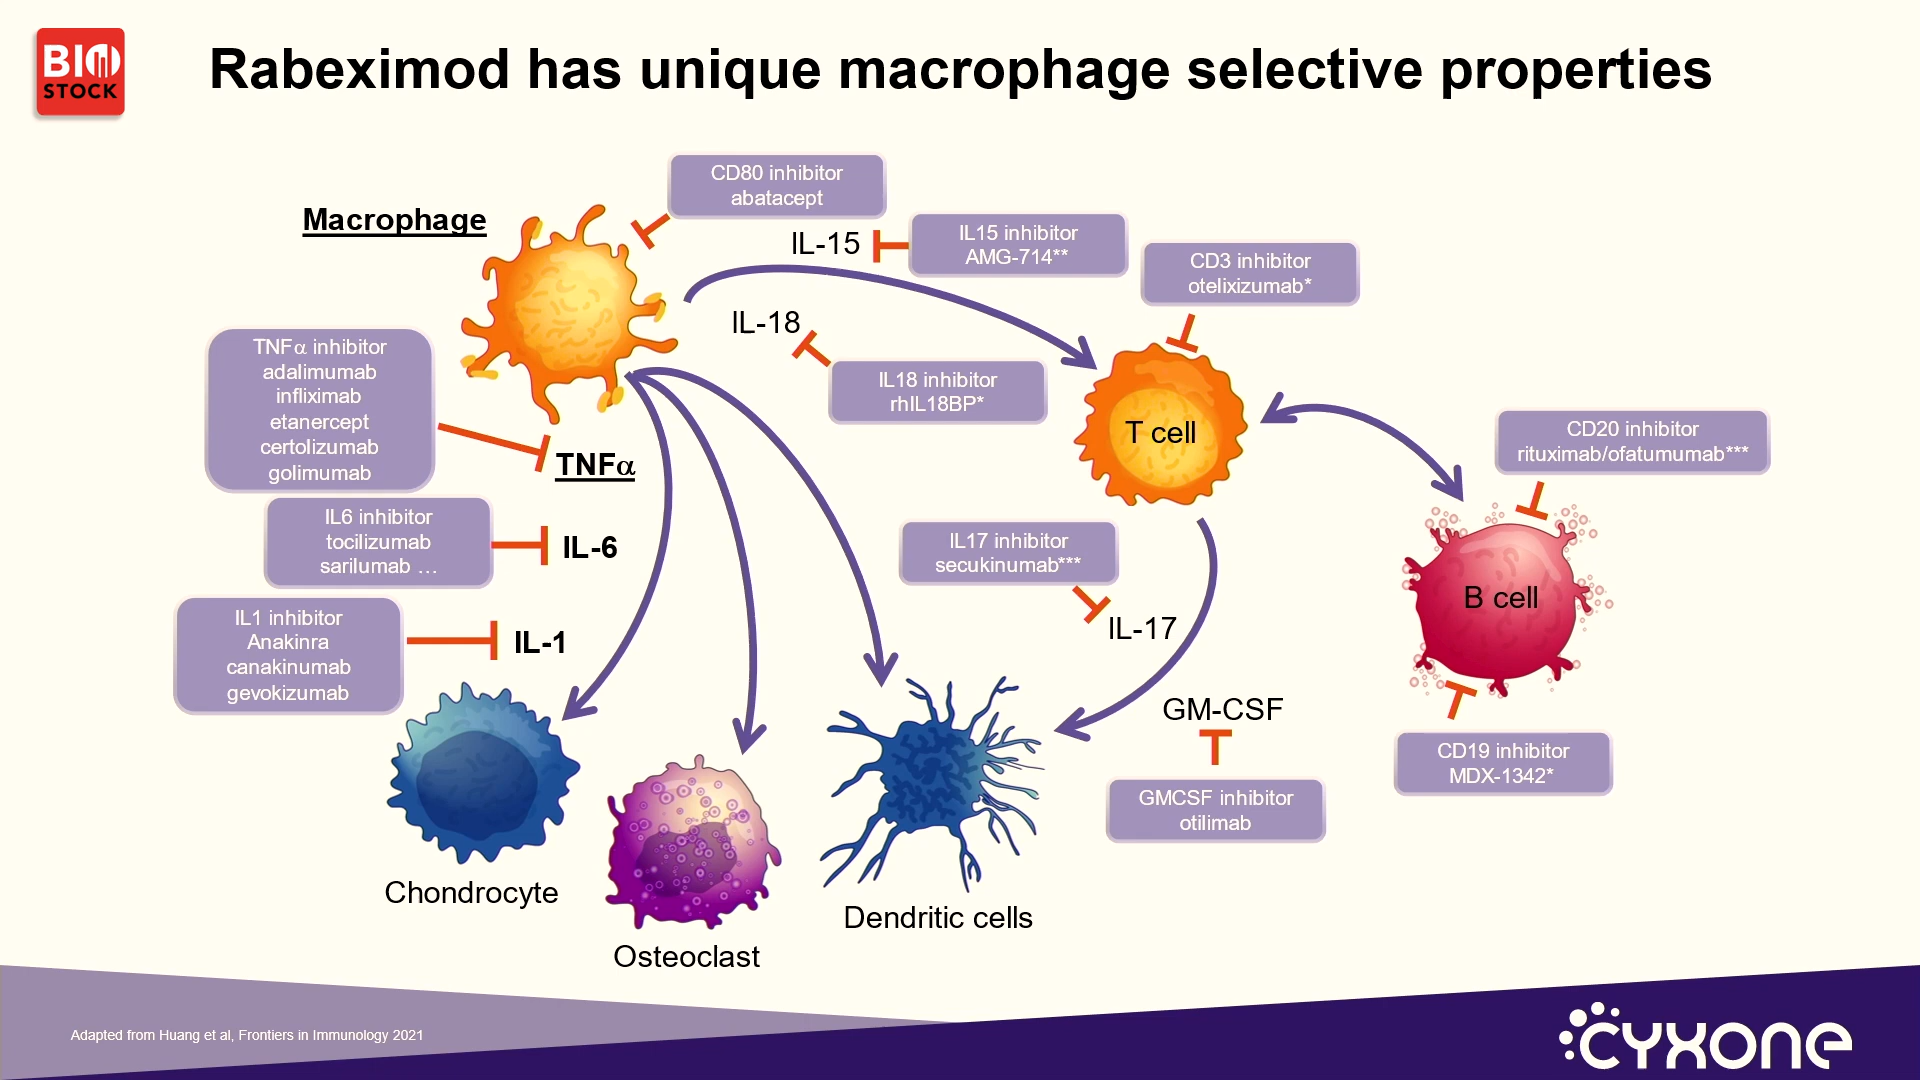 BIO
STOCK
Rabeximod has unique macrophage selective properties
Macrophage
CD80 inhibitor
abatacept
IL-15
IL15 inhibitor
AMG-714**
CD3 inhibitor
otelixizumab*
IL-18
IL18 inhibitor
rhIL18BP*
TNFα inhibitor
adalimumab
infliximab
etanercept
certolizumab
golimumab
TNFα
T cell
CD20 inhibitor
rituximab/ofatumumab***
IL6 inhibitor
tocilizumab
sarilumab …
IL-6
IL17 inhibitor
secukinumab***
IL-17
B cell
IL1 inhibitor
Anakinra
canakinumab
gevokizumab
IL-1
GM-CSF
GMCSF inhibitor
otilimab
CD19 inhibitor
MDX-1342*
Chondrocyte
Osteoclast
Dendritic cells
Adapted from Huang et al, Frontiers in Immunology 2021
cyxone